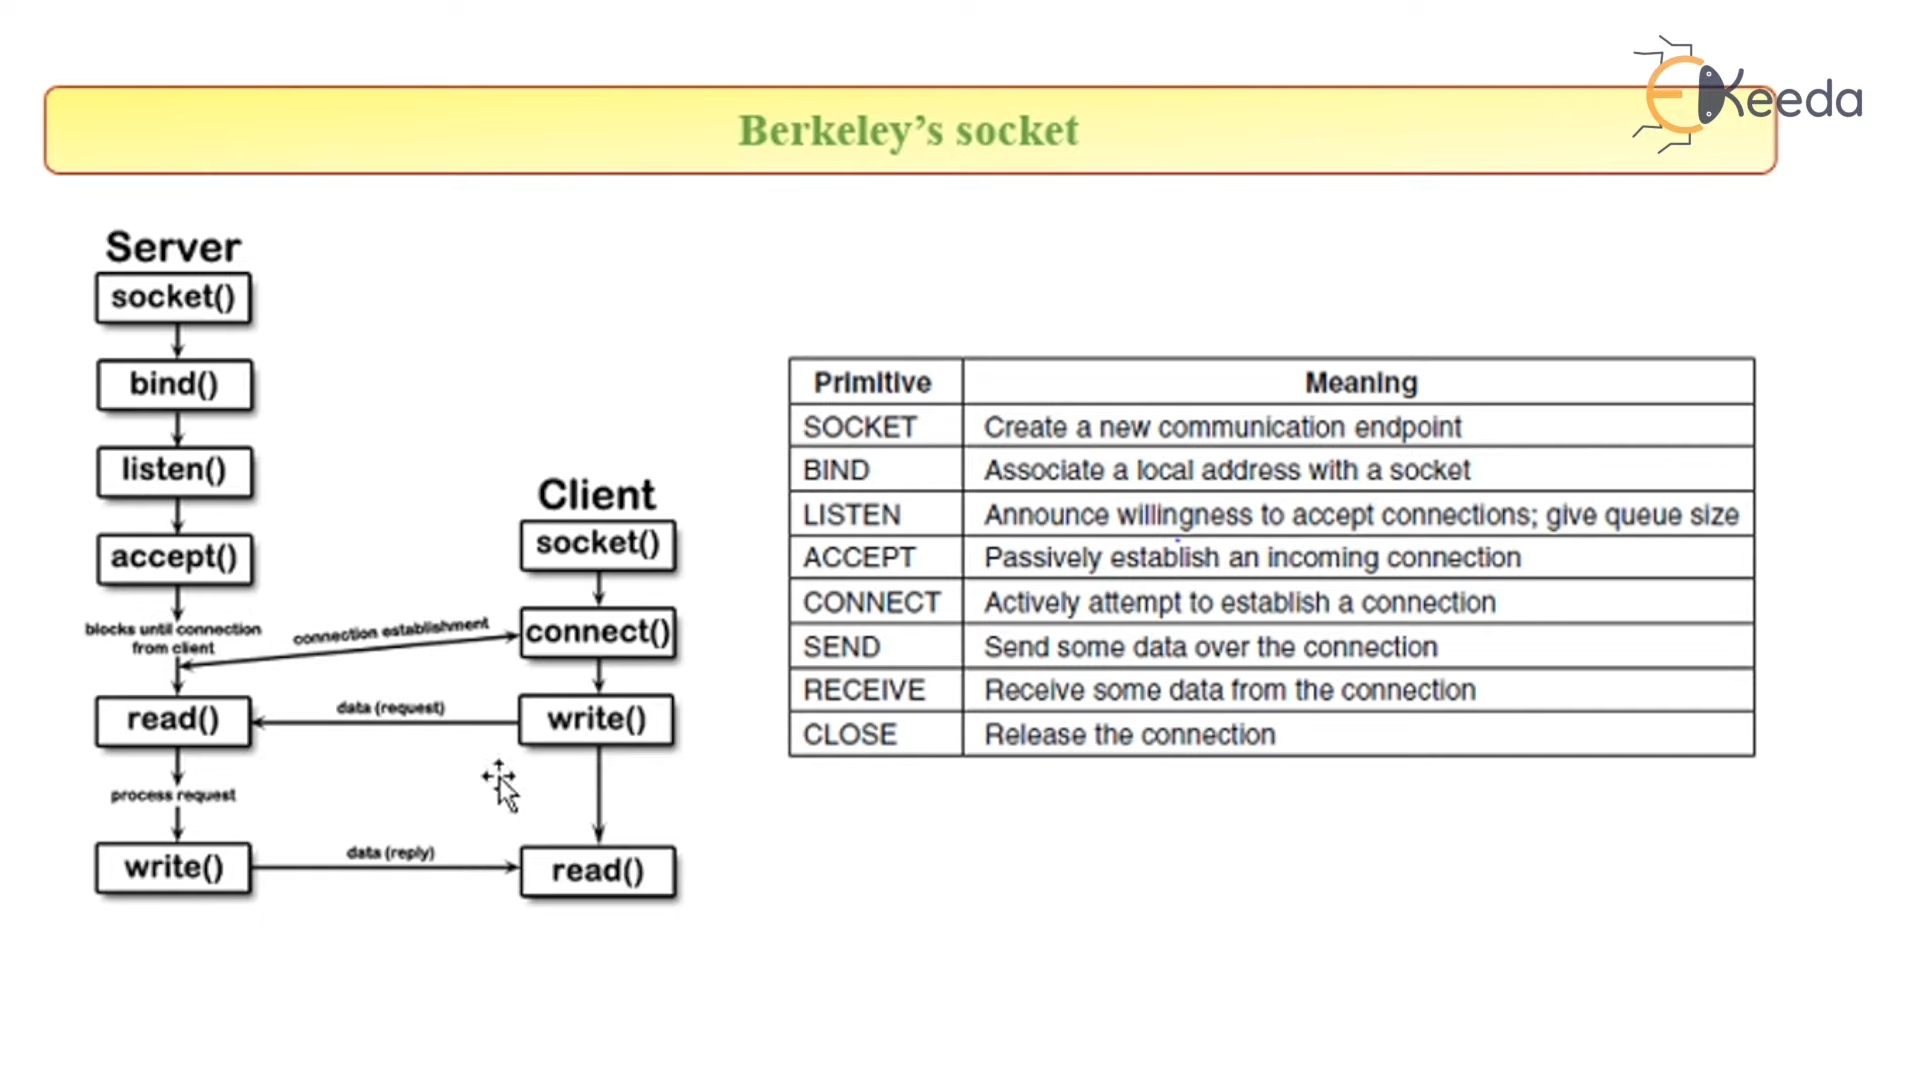 EKeeda
Berkeley's socket
Server
socket()
bind()
listen()
accept()
blocks until connection
from client
read()
process request
write()
connection establishment
data (request)
data (reply)
Client
socket()
connect()
write()
read()
Primitive Meaning
SOCKET Create a new communication endpoint
BIND Associate a local address with a socket
LISTEN Announce willingness to accept connections; give queue size
ACCEPT Passively establish an incoming connection
CONNECT Actively attempt to establish a connection
SEND Send some data over the connection
RECEIVE Receive some data from the connection
CLOSE Release the connection